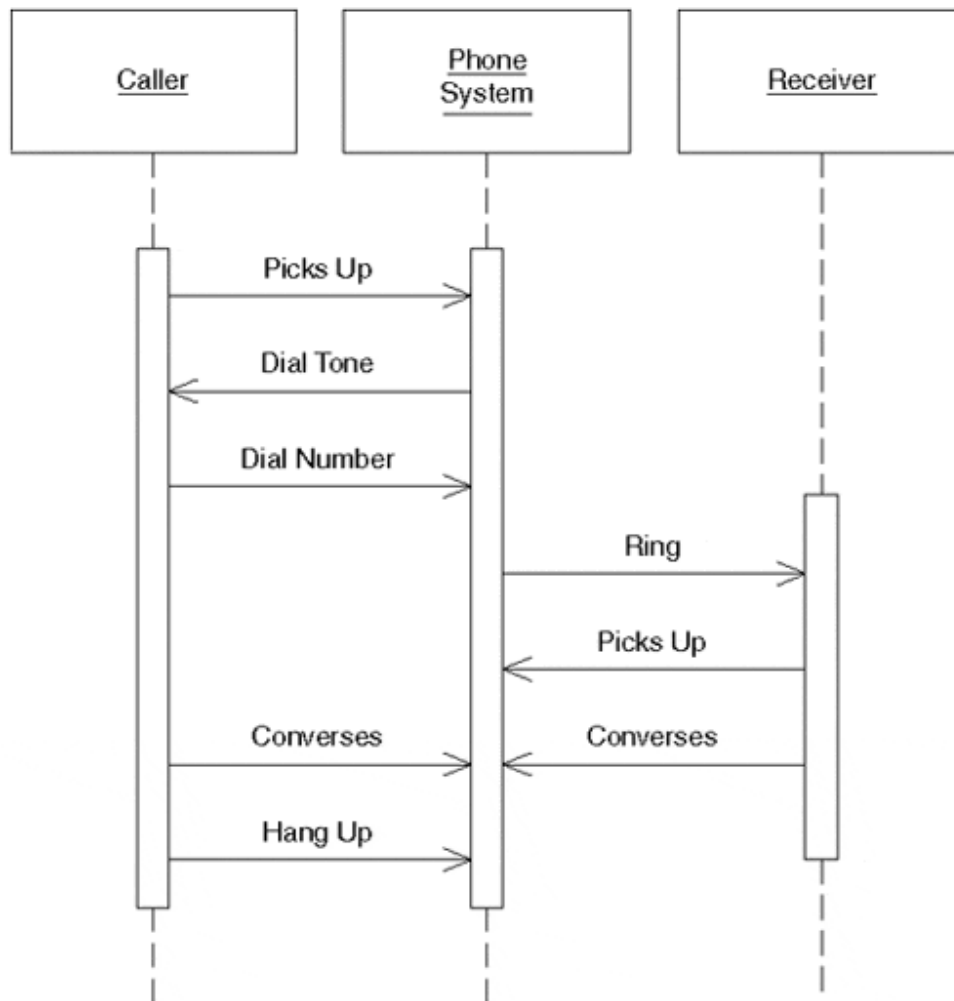 Caller
Phone
System
Receiver
Picks Up
Dial Tone
Dial Number
Ring
Picks Up
Converses
Converses
Hang Up